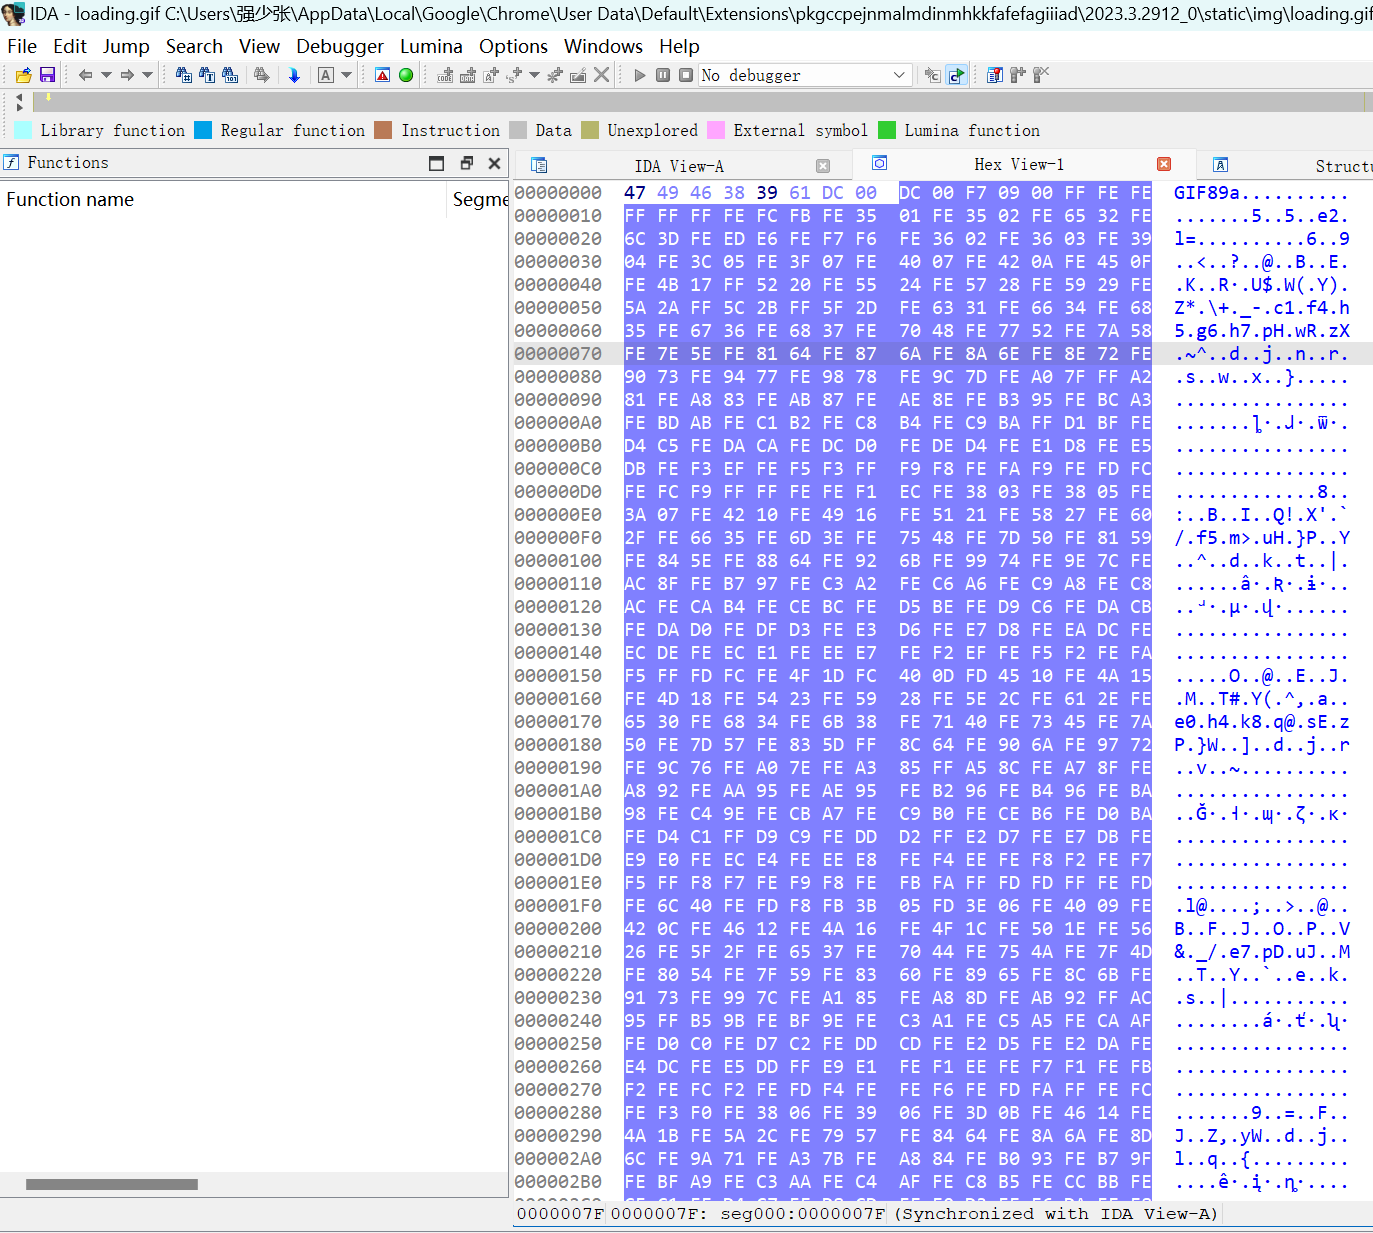 IDA - loading.gif C:\Users\强少张\AppData\Local\Google\Chrome\User Data\Default\Extensions\pkgccpejnmalmdinmhkkfafefagiiiad\2023.3.2912_0\static\img\loading.gif
File Edit Jump Search View Debugger Lumina Options Windows Help
No debugger
Library function Regular function Instruction Data Unexplored External symbol Lumina function
Functions
IDA View-A Hex View-1 Structu
Function name Segme
00000000 47 49 46 38 39 61 DC 00 DC 00 F7 09 00 FF FE FE GIF89a..........
00000010 FF FF FF FE FC FB FE 35 01 FE 35 02 FE 65 32 FE .......5..5..e2.
00000020 6C 3D FE ED E6 FE F7 F6 FE 36 02 FE 36 03 FE 39 l=.......6..6..9
00000030 04 FE 3C 05 FE 3F 07 FE 40 07 FE 42 0A FE 45 0F ..<..?..@..B..E.
00000040 FE 4B 17 FF 52 20 FE 55 24 FE 57 28 FE 59 29 FE .K..R·.U$.W(.Y).
00000050 5A 2A FF 5C 2B FF 5F 2D FE 63 31 FE 66 34 FE 68 Z*.\+._-.c1.f4.h
00000060 35 FE 67 36 FE 68 37 FE 70 48 FE 77 52 FE 7A 58 5.g6.h7.pH.wR.zX
00000070 FE 7E 5E FE 81 64 FE 87 6A FE 8A 6E FE 8E 72 FE .~^..d..j..n..r.
00000080 90 73 FE 94 77 FE 98 78 FE 9C 7D FE A0 7F FF A2 .s..w..x..}.....
00000090 81 FE A8 83 FE AB 87 FE AE 8E FE B3 95 FE BC A3 ................
000000A0 FE BD AB FE C1 B2 FE C8 B4 FE C9 BA FF D1 BF FE
000000B0 D4 C5 FE DA CA FE DC D0 FE DE D4 FE E1 D8 FE E5 ................
000000C0 DB FE F3 EF FE F5 F3 FF F9 F8 FE FA F9 FE FD FC ................
000000D0 FE FC F9 FF FF FE FE F1 EC FE 38 03 FE 38 05 FE .............8..
000000E0 3A 07 FE 42 10 FE 49 16 FE 51 21 FE 58 27 FE 60 :..B..I..Q!.X'.`
000000F0 2F FE 66 35 FE 6D 3E FE 75 48 FE 7D 50 FE 81 59 /.f5.m>.uH.}P..Y
00000100 FE 84 5E FE 88 64 FE 92 6B FE 99 74 FE 9E 7C FE ..^..d..k..t..|.
00000110 AC 8F FE B7 97 FE C3 A2 FE C6 A6 FE C9 A8 FE C8
00000120 AC FE CA B4 FE CE BC FE D5 BE FE D9 C6 FE DA CB
00000130 FE DA D0 FE DF D3 FE E3 D6 FE E7 D8 FE EA DC FE ................
00000140 EC DE FE EC E1 FE EE E7 FE F2 EF FE F5 F2 FE FA ................
00000150 F5 FF FD FC FE 4F 1D FC 40 0D FD 45 10 FE 4A 15 .....O..@..E..J.
00000160 FE 4D 18 FE 54 23 FE 59 28 FE 5E 2C FE 61 2E FE .M..T#.Y(.^,.a..
00000170 65 30 FE 68 34 FE 6B 38 FE 71 40 FE 73 45 FE 7A e0.h4.k8.q@.sE.z
00000180 50 FE 7D 57 FE 83 5D FF 8C 64 FE 90 6A FE 97 72 P.}W..]..d..j..r
00000190 FE 9C 76 FE A0 7E FE A3 85 FF A5 8C FE A7 8F FE ..v..~..........
000001A0 A8 92 FE AA 95 FE AE 95 FE B2 96 FE B4 96 FE BA ................
000001B0 98 FE C4 9E FE CB A7 FE C9 B0 FE CE B6 FE D0 BA
000001C0 FE D4 C1 FF D9 C9 FE DD D2 FF E2 D7 FE E7 DB FE ................
000001D0 E9 E0 FE EC E4 FE EE E8 FE F4 EE FE F8 F2 FE F7 ................
000001E0 F5 FF F8 F7 FE F9 F8 FE FB FA FF FD FD FF FE FD ................
000001F0 FE 6C 40 FE FD F8 FB 3B 05 FD 3E 06 FE 40 09 FE .l@....;..>..@..
00000200 42 0C FE 46 12 FE 4A 16 FE 4F 1C FE 50 1E FE 56 B..F..J..O..P..V
00000210 26 FE 5F 2F FE 65 37 FE 70 44 FE 75 4A FE 7F 4D &._/.e7.pD.uJ..M
00000220 FE 80 54 FE 7F 59 FE 83 60 FE 89 65 FE 8C 6B FE ..T..Y..`..e..k.
00000230 91 73 FE 99 7C FE A1 85 FE A8 8D FE AB 92 FF AC .s..|...........
00000240 95 FF B5 9B FE BF 9E FE C3 A1 FE C5 A5 FE CA AF
00000250 FE D0 C0 FE D7 C2 FE DD CD FE E2 D5 FE E2 DA FE ................
00000260 E4 DC FE E5 DD FF E9 E1 FE F1 EE FE F7 F1 FE FB ................
00000270 F2 FE FC F2 FE FD F4 FE FE F6 FE FD FA FF FE FC ................
00000280 FE F3 F0 FE 38 06 FE 39 06 FE 3D 0B FE 46 14 FE .......9..=..F..
00000290 4A 1B FE 5A 2C FE 79 57 FE 84 64 FE 8A 6A FE 8D J..Z,.yW..d..j..
000002A0 6C FE 9A 71 FE A3 7B FE A8 84 FE B0 93 FE B7 9F l..q..{.........
000002B0 FE BF A9 FE C3 AA FE C4 AF FE C8 B5 FE CC BB FE
0000007F 0000007F: seg000:0000007F (Synchronized with IDA View-A)